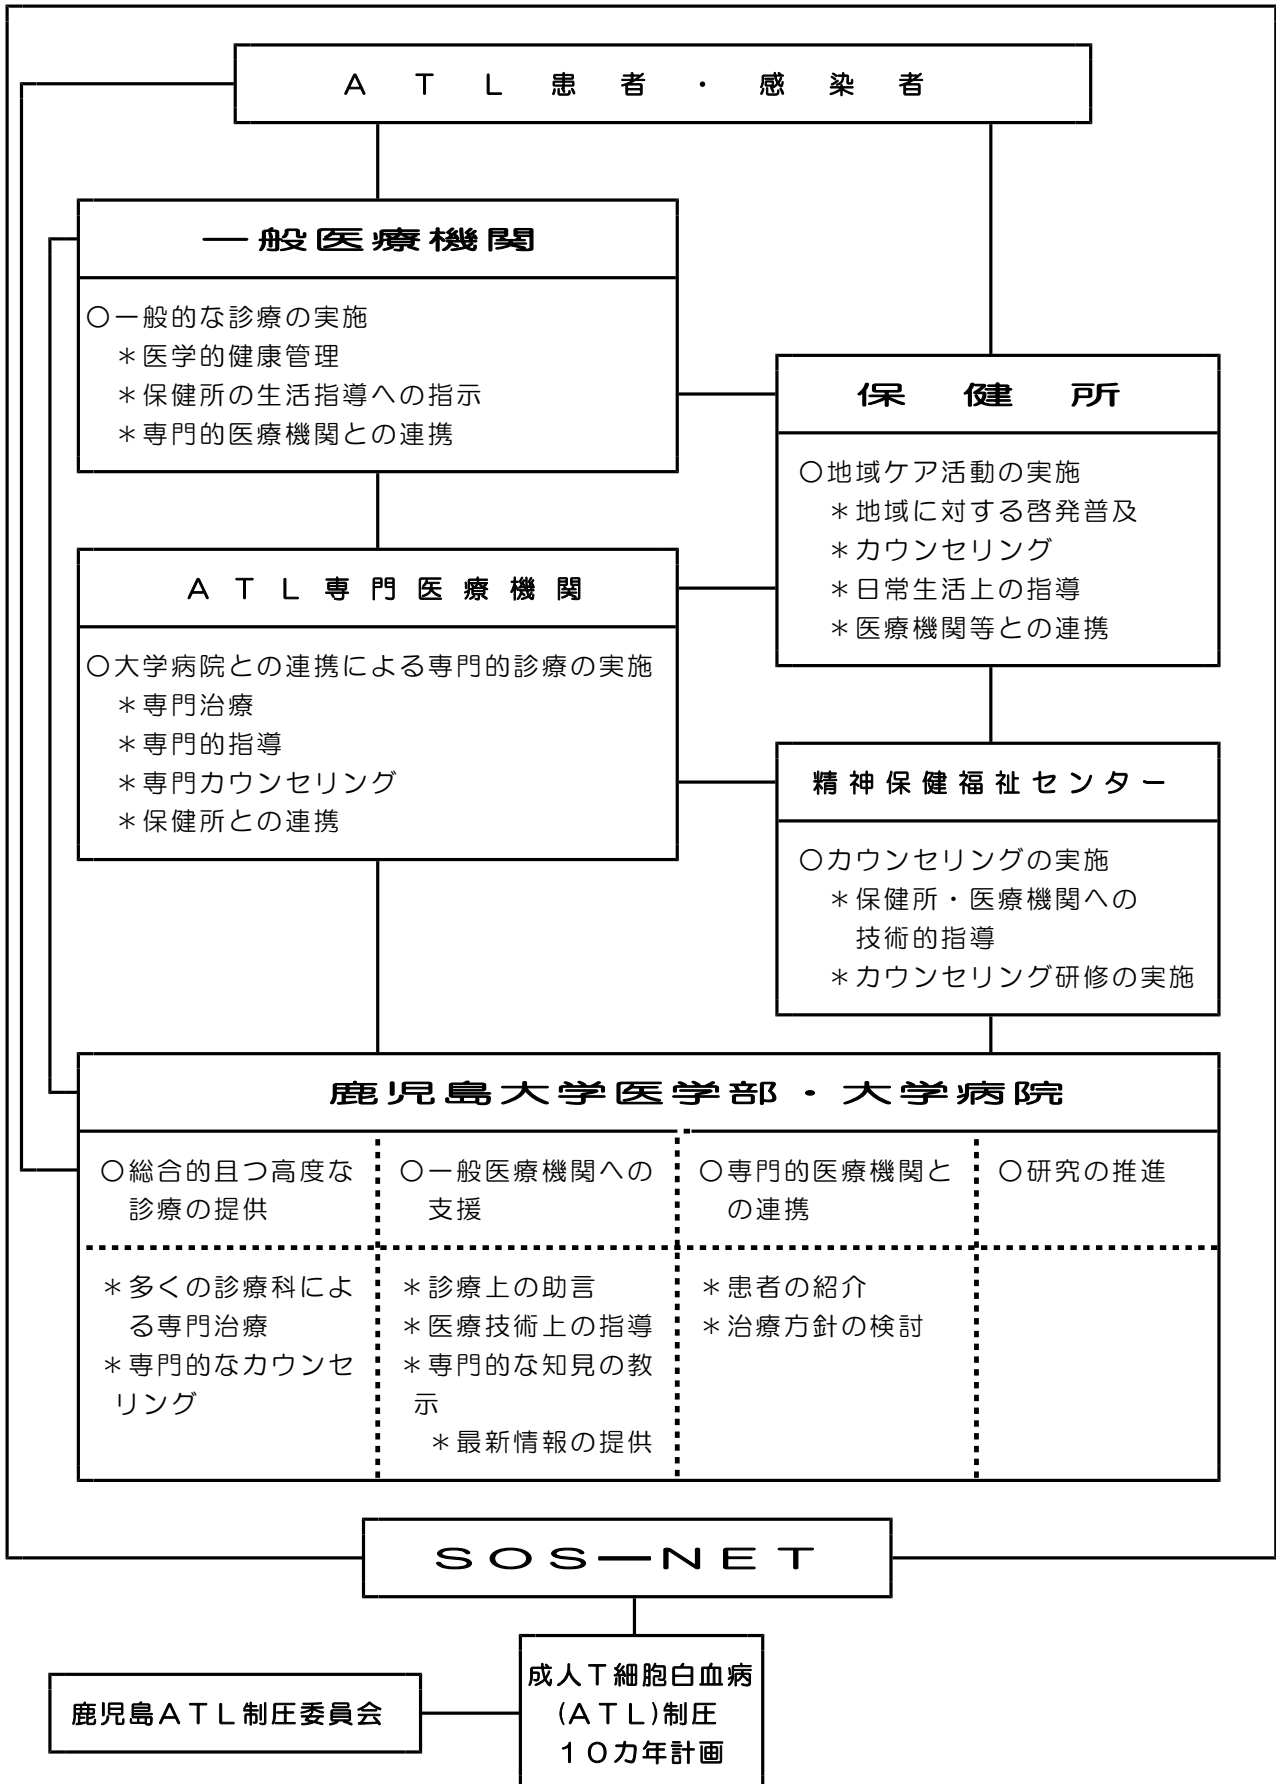 ATL患者・感染者
一般医療機関
○一般的な診療の実施
＊医学的健康管理
＊保健所の生活指導への指示
＊専門的医療機関との連携
保健所
○地域ケア活動の実施
＊地域に対する啓発普及
＊カウンセリング
＊日常生活上の指導
＊医療機関等との連携
ATL専門医療機関
○大学病院との連携による専門的診療の実施
＊専門治療
＊専門的指導
＊専門カウンセリング
＊保健所との連携
精神保健福祉センター
○カウンセリングの実施
＊保健所・医療機関への
技術的指導
＊カウンセリング研修の実施
鹿児島大学医学部・大学病院
○総合的且つ高度な
診療の提供
○一般医療機関への
支援
○専門的医療機関と
の連携
○研究の推進
＊多くの診療科によ
る専門治療
＊専門的なカウンセ
リング
＊診療上の助言
＊医療技術上の指導
＊専門的な知見の教
示
＊最新情報の提供
＊患者の紹介
＊治療方針の検討
SOS―NET
成人T細胞白血病
(ATL)制圧
10カ年計画
鹿児島ATL制圧委員会